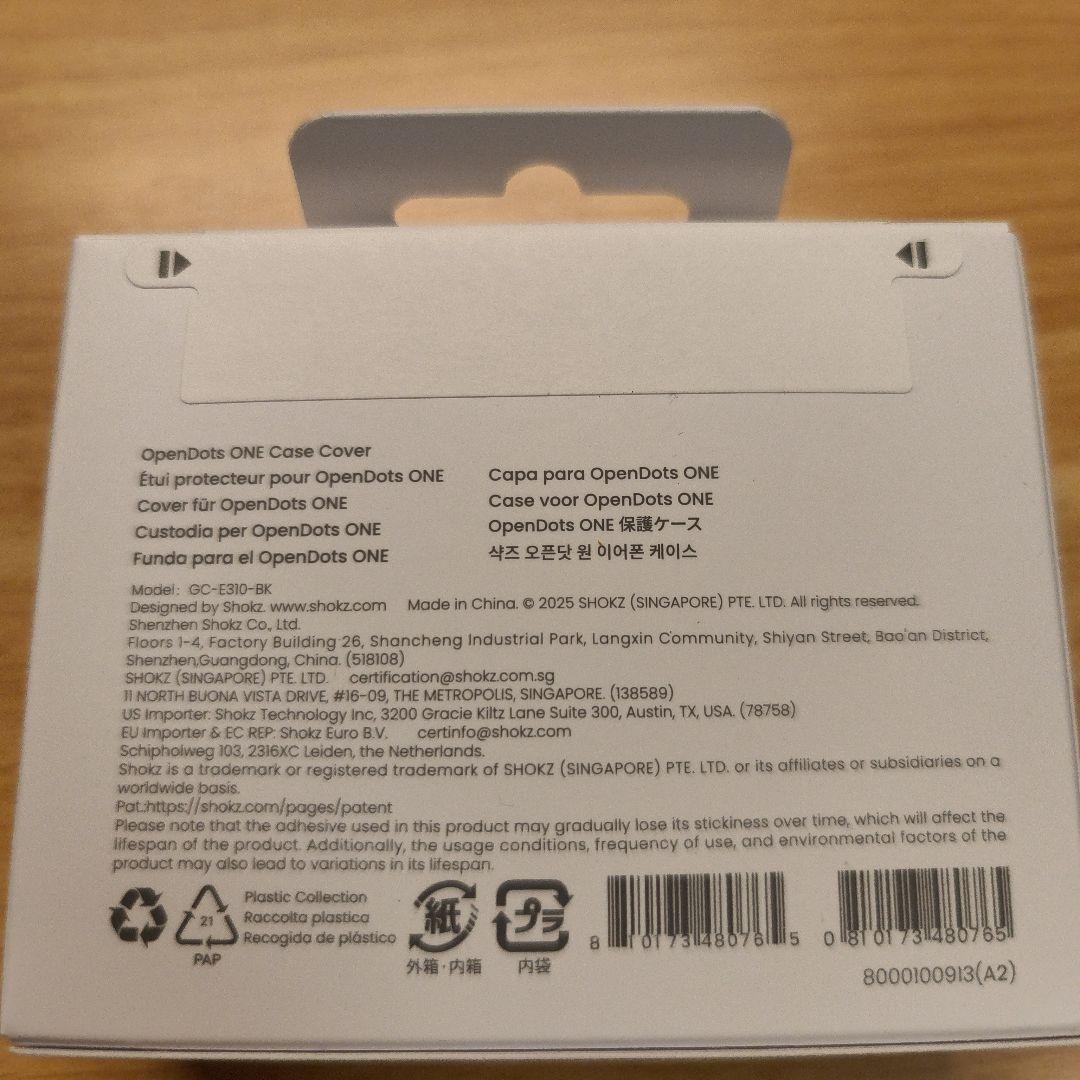 OpenDots ONE Case Cover
Étui protecteur pour OpenDots ONE
Cover für OpenDots ONE
Custodia per OpenDots ONE
Funda para el OpenDots ONE
Capa para OpenDots ONE
Case voor OpenDots ONE
OpenDots ONE 保護ケース
샥즈 오픈닷 원 이어폰 케이스
Model: GC-E310-BK
Designed by Shokz. www.shokz.com Made in China. © 2025 SHOKZ (SINGAPORE) PTE. LTD. All rights reserved.
Shenzhen Shokz Co., Ltd.
Floors 1-4, Factory Building 26, Shancheng Industrial Park, Langxin Community, Shiyan Street, Bao'an District,
Shenzhen,Guangdong, China. (518108)
SHOKZ (SINGAPORE) PTE. LTD. certification@shokz.com.sg
11 NORTH BUONA VISTA DRIVE, #16-09, THE METROPOLIS, SINGAPORE. (138589)
US Importer: Shokz Technology Inc, 3200 Gracie Kiltz Lane Suite 300, Austin, TX, USA. (78758)
EU Importer & EC REP: Shokz Euro B.V. certinfo@shokz.com
Schipholweg 103, 2316XC Leiden, the Netherlands.
Shokz is a trademark or registered trademark of SHOKZ (SINGAPORE) PTE. LTD. or its affiliates or subsidiaries on a
worldwide basis.
Pat.:https://shokz.com/pages/patent
Please note that the adhesive used in this product may gradually lose its stickiness over time, which will affect the
lifespan of the product. Additionally, the usage conditions, frequency of use, and environmental factors of the
product may also lead to variations in its lifespan.
21
PAP
Plastic Collection
Raccolta plastica
Recogida de plástico
紙
外箱・内箱
プラ
内袋
8 10173 48076 5
0 810173 480765
8000100913(A2)